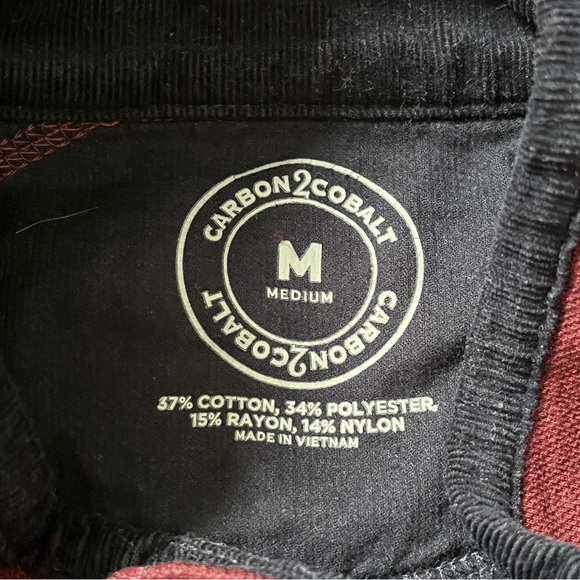 CARBON2COBALT
M
MEDIUM
CARBON2COBALT
37% COTTON, 34% POLYESTER,
15% RAYON, 14% NYLON
MADE IN VIETNAM